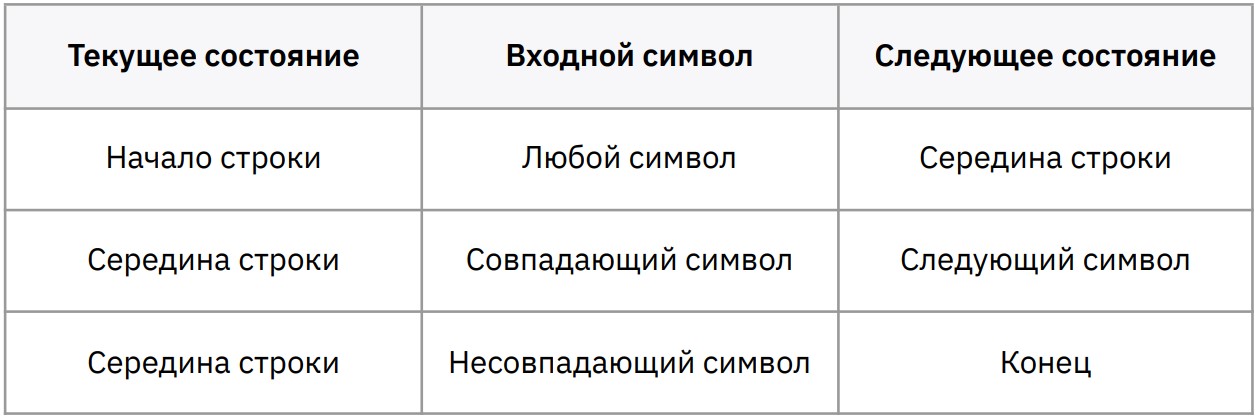 Текущее состояние Входной символ Следующее состояние
Начало строки Любой символ Середина строки
Середина строки Совпадающий символ Следующий символ
Середина строки Несовпадающий символ Конец